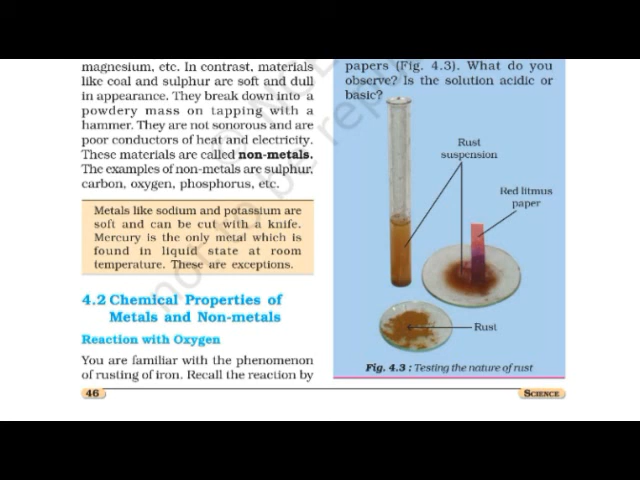 magnesium, etc. In contrast, materials
like coal and sulphur are soft and dull
in appearance. They break down into a
powdery mass on tapping with a
hammer. They are not sonorous and are
poor conductors of heat and electricity.
These materials are called non-metals.
The examples of non-metals are sulphur,
carbon, oxygen, phosphorus, etc.
Metals like sodium and potassium are
soft and can be cut with a knife.
Mercury is the only metal which is
found in liquid state at room
temperature. These are exceptions.
4.2 Chemical Properties of
Metals and Non-metals
Reaction with Oxygen
You are familiar with the phenomenon
of rusting of iron. Recall the reaction by
46
papers (Fig. 4.3). What do you
observe? Is the solution acidic or
basic?
Rust
suspension
Red litmus
paper
Rust
Fig. 4.3 : Testing the nature of rust
SCIENCE